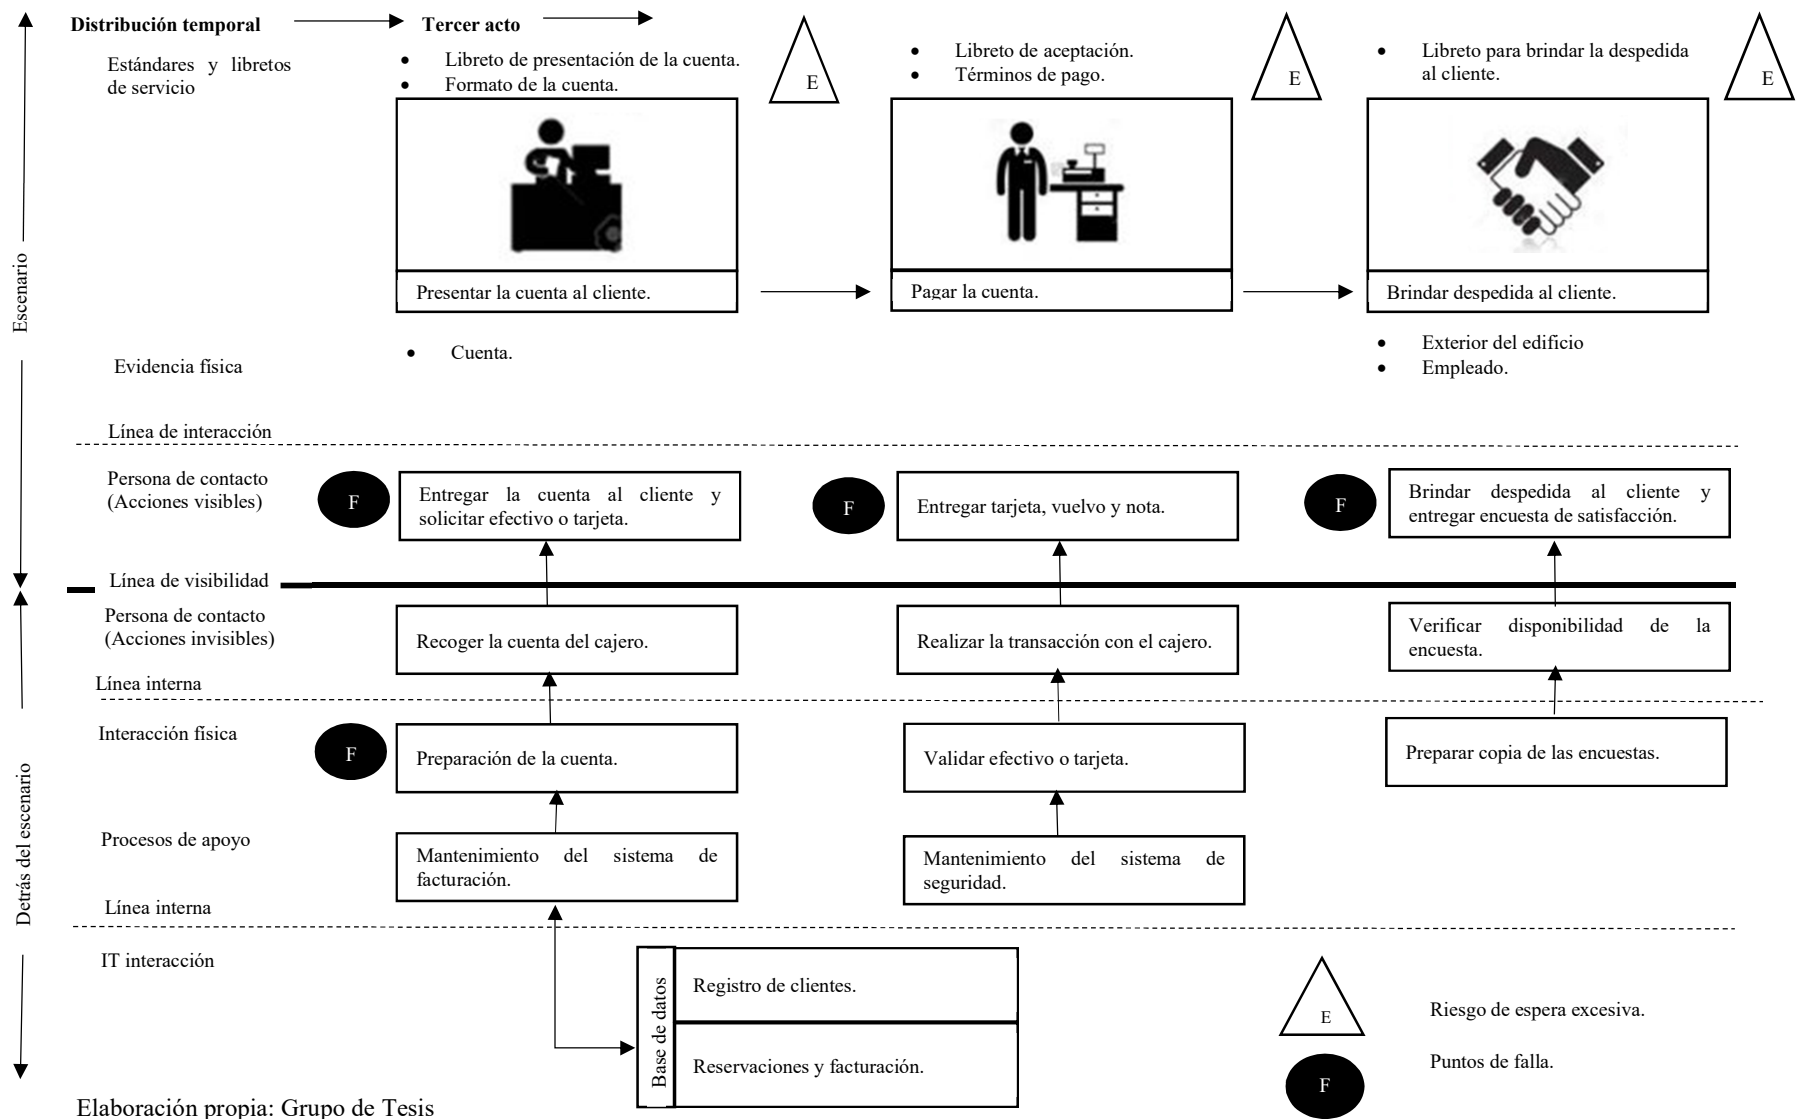 Distribución temporal
Tercer acto
Estándares y libretos
de servicio
• Libreto de presentación de la cuenta.
• Formato de la cuenta.
E
• Libreto de aceptación.
• Términos de pago.
E
• Libreto para brindar la despedida
al cliente.
E
Escenario
Presentar la cuenta al cliente.
Pagar la cuenta.
Brindar despedida al cliente.
Evidencia física
• Cuenta.
• Exterior del edificio
• Empleado.
Línea de interacción
Persona de contacto
(Acciones visibles)
F
Entregar la cuenta al cliente y
solicitar efectivo o tarjeta.
F
Entregar tarjeta, vuelvo y nota.
F
Brindar despedida al cliente y
entregar encuesta de satisfacción.
Línea de visibilidad
Persona de contacto
(Acciones invisibles)
Recoger la cuenta del cajero.
Realizar la transacción con el cajero.
Verificar disponibilidad de la
encuesta.
Línea interna
Detrás del escenario
Interacción física
F
Preparación de la cuenta.
Validar efectivo o tarjeta.
Preparar copia de las encuestas.
Procesos de apoyo
Mantenimiento del sistema de
facturación.
Mantenimiento del sistema de
seguridad.
Línea interna
IT interacción
Base de datos
Registro de clientes.
Reservaciones y facturación.
E
Riesgo de espera excesiva.
F
Puntos de falla.
Elaboración propia: Grupo de Tesis